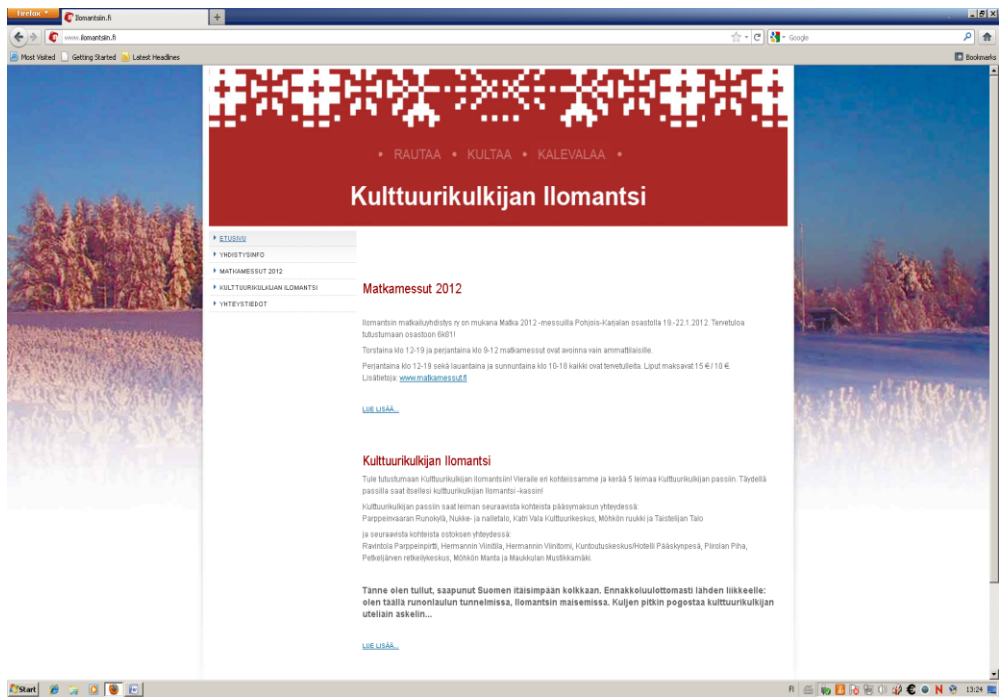 Firefox
Ilomantsiin.fi
www.ilomantsiin.fi
Google
Most Visited
Getting Started
Latest Headlines
Bookmarks
• RAUTAA • KULTAA • KALEVALAA •
Kulttuurikulkijan Ilomantsi
ETUSIVU
YHDISTYSINFO
MATKAMESSUT 2012
KULTTUURIKULKIJAN ILOMANTSI
YHTEYSTIEDOT
Matkamessut 2012
Ilomantsin matkailuyhdistys ry on mukana Matka 2012 -messuilla Pohjois-Karjalan osastolla 19.-22.1.2012. Tervetuloa
tutustumaan osastoon 6k81!
Torstaina klo 12-19 ja perjantaina klo 9-12 matkamessut ovat avoinna vain ammattilaisille.
Perjantaina klo 12-19 sekä lauantaina ja sunnuntaina klo 10-18 kaikki ovat tervetulleita. Liput maksavat 15 € / 10 €.
Lisätietoja: www.matkamessut.fi
LUE LISÄÄ...
Kulttuurikulkijan Ilomantsi
Tule tutustumaan Kulttuurikulkijan Ilomantsiin! Vieraile eri kohteissamme ja kerää 5 leimaa Kulttuurikulkijan passiin. Täydellä
passilla saat itsellesi kulttuurikulkijan Ilomantsi -kassin!
Kulttuurikulkijan passiin saat leiman seuraavista kohteista pääsymaksun yhteydessä:
Parppeinvaaran Runokylä, Nukke- ja nalletalo, Katri Vala Kulttuurikeskus, Möhkön ruukki ja Taistelijan Talo
ja seuraavista kohteista ostoksen yhteydessä:
Ravintola Parppeinpirtti, Hermannin Viinitila, Hermannin Viinitorni, Kuntoutuskeskus/Hotelli Pääskynpesä, Piirolan Piha,
Petkeljärven retkeilykeskus, Möhkön Manta ja Maukkulan Mustikkamäki.
Tänne olen tullut, saapunut Suomen itäisimpään kolkkaan. Ennakkoluulottomasti lähden liikkeelle:
olen täällä runonlaulun tunnelmissa, Ilomantsin maisemissa. Kuljen pitkin pogostaa kulttuurikulkijan
uteliain askelin...
LUE LISÄÄ...
Start
FI
13:24